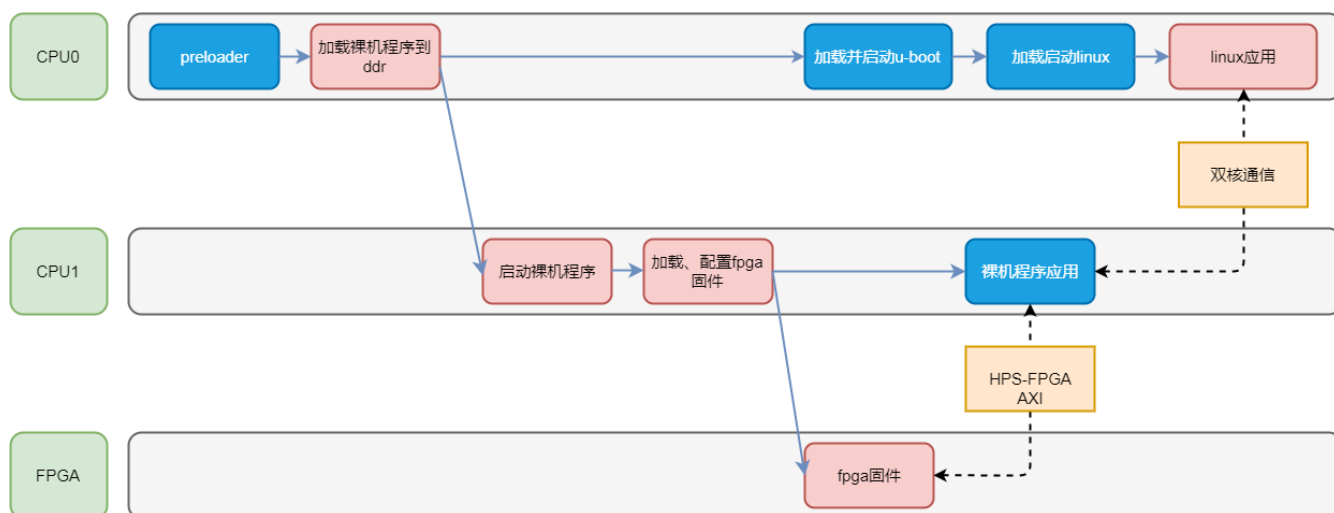 CPU0
preloader
加载裸机程序到
ddr
加载并启动u-boot
加载启动linux
linux应用
双核通信
CPU1
启动裸机程序
加载、配置fpga
固件
裸机程序应用
HPS-FPGA
AXI
FPGA
fpga固件